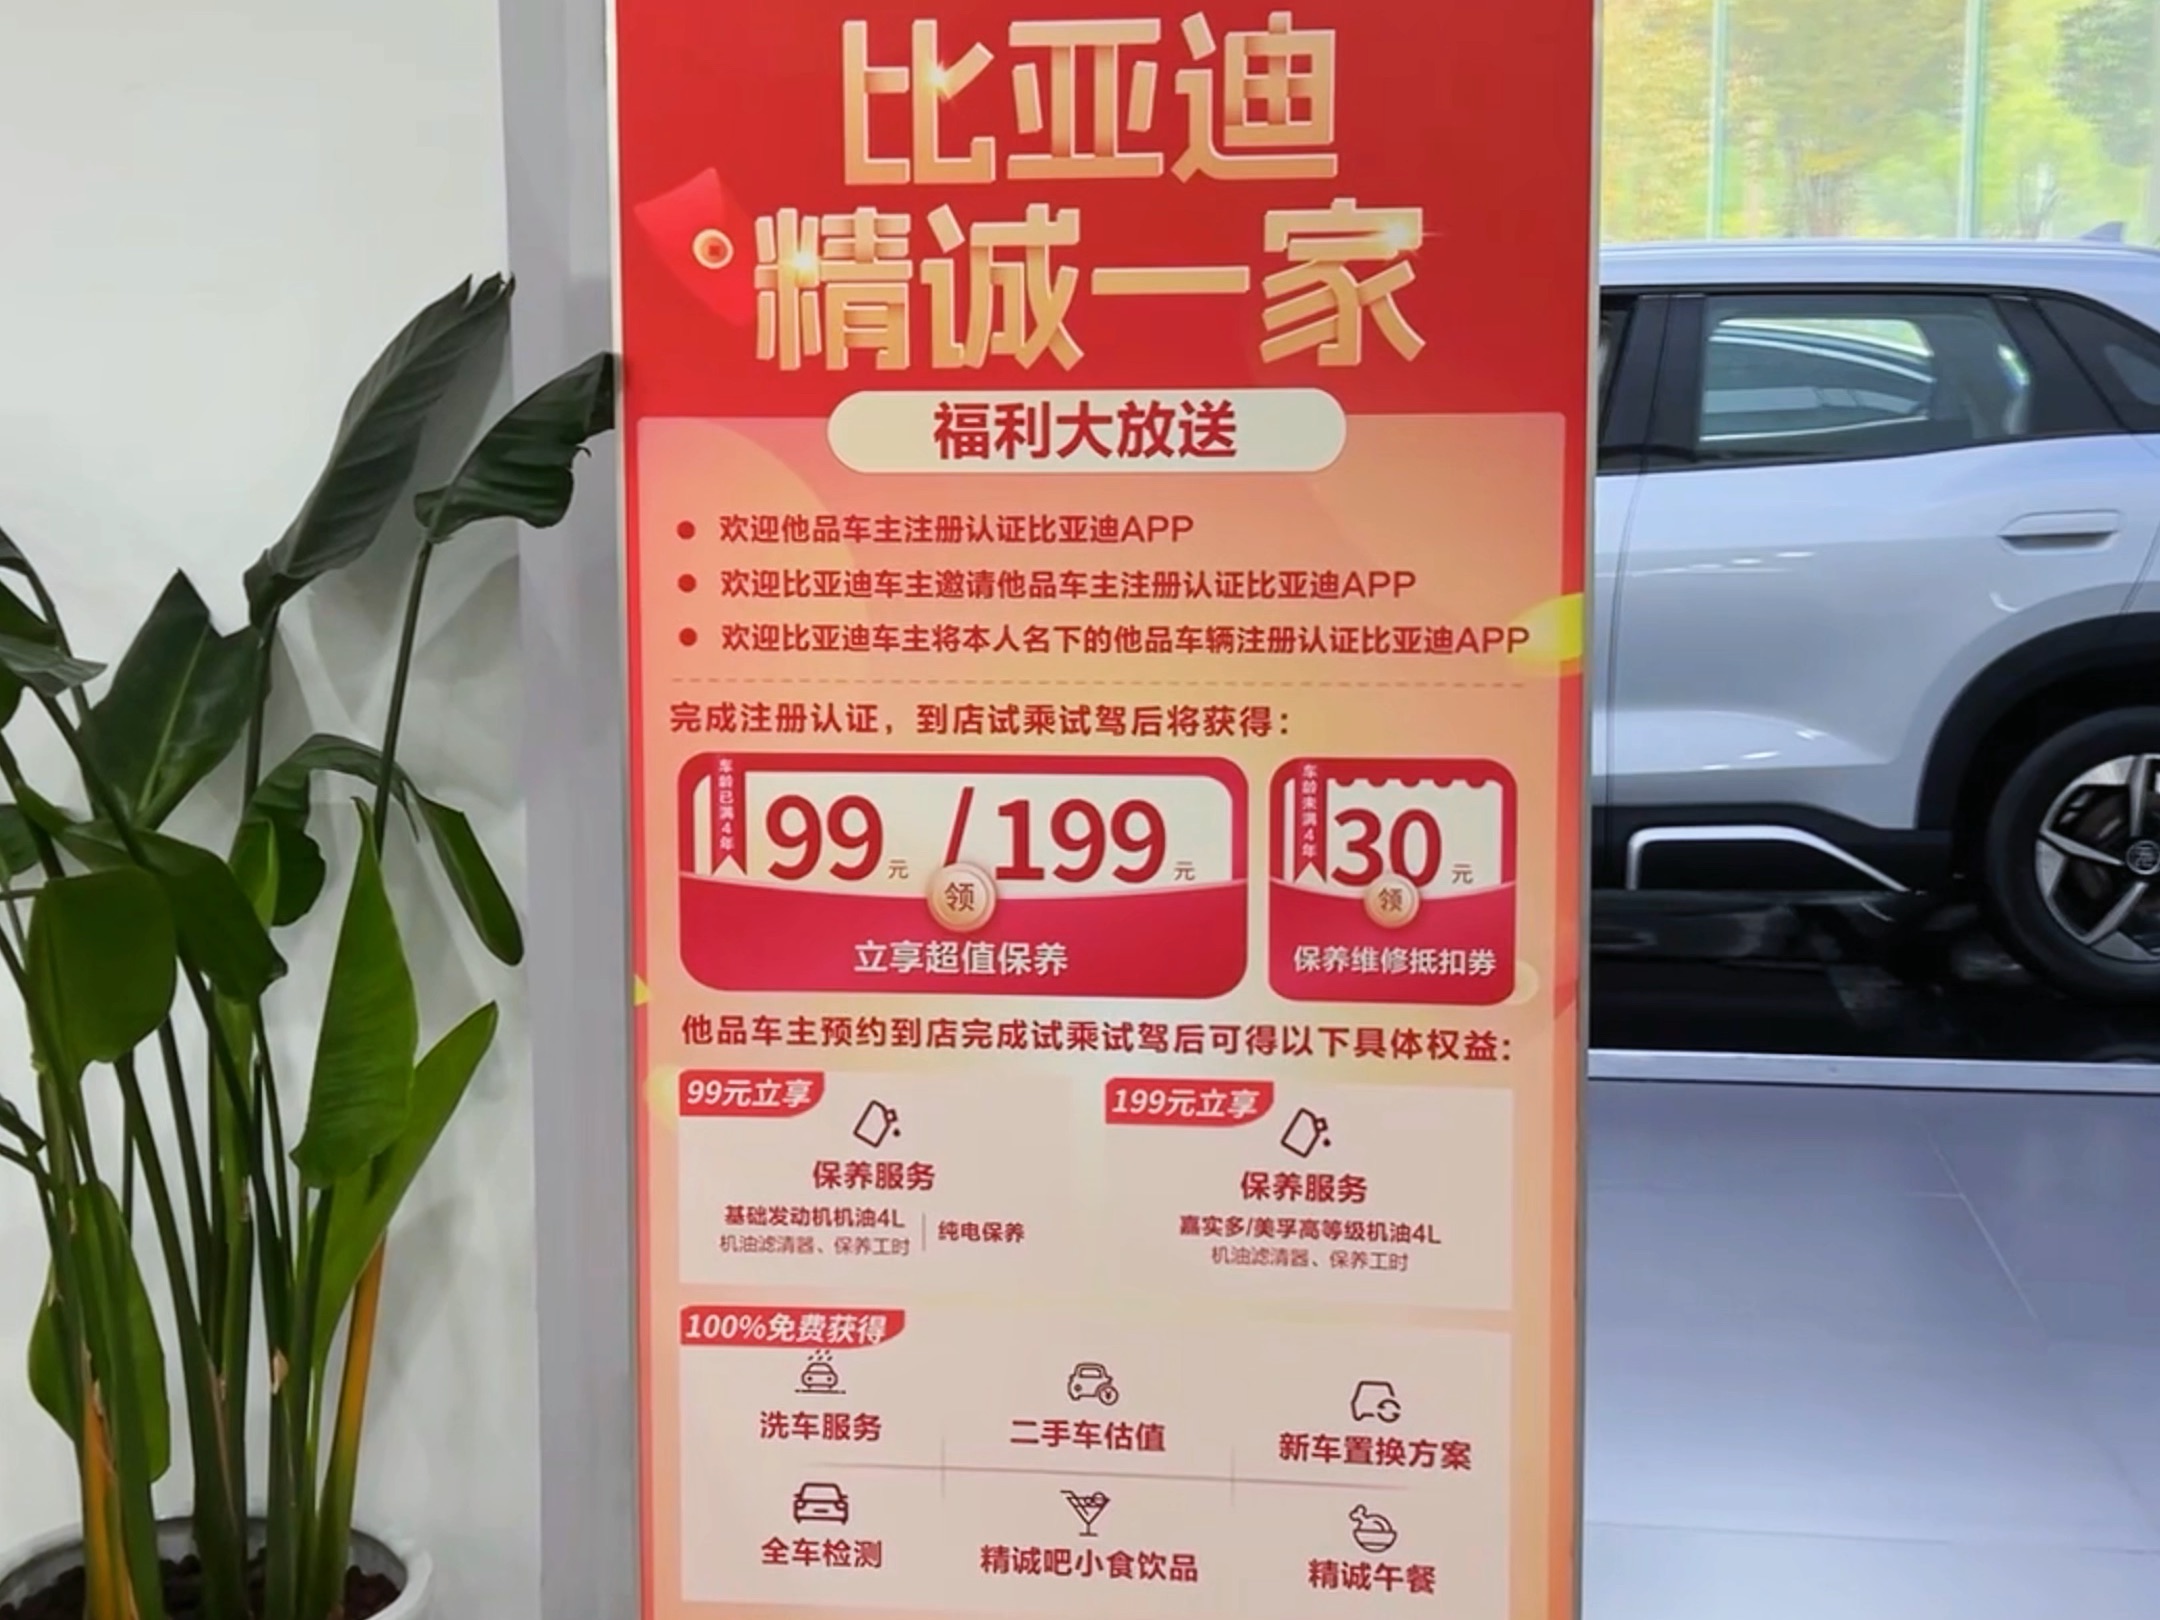 比亚迪
精诚一家
福利大放送
● 欢迎他品车主注册认证比亚迪APP
● 欢迎比亚迪车主邀请他品车主注册认证比亚迪APP
● 欢迎比亚迪车主将本人名下的他品车辆注册认证比亚迪APP
完成注册认证，到店试乘试驾后将获得：
车龄已满4年
99元/199元
领
立享超值保养
车龄未满4年
30元
领
保养维修抵扣券
他品车主预约到店完成试乘试驾后可得以下具体权益：
99元立享
保养服务
基础发动机机油4L
机油滤清器、保养工时
纯电保养
199元立享
保养服务
嘉实多/美孚高等级机油4L
机油滤清器、保养工时
100%免费获得
洗车服务
二手车估值
新车置换方案
全车检测
精诚吧小食饮品
精诚午餐